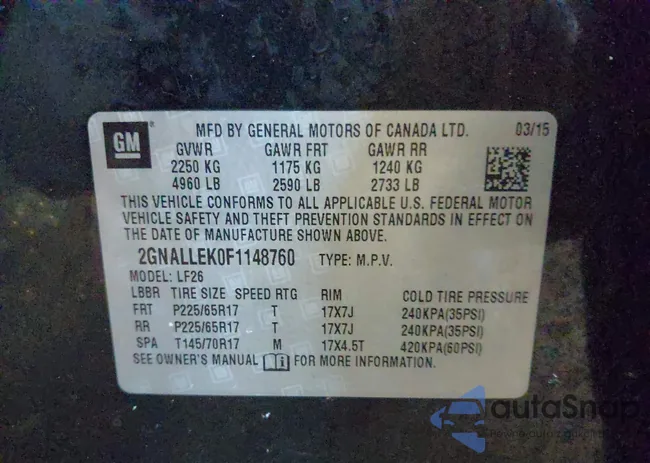 GM
®
MFD BY GENERAL MOTORS OF CANADA LTD. 03/15
GVWR GAWR FRT GAWR RR
2250 KG 1175 KG 1240 KG
4960 LB 2590 LB 2733 LB
THIS VEHICLE CONFORMS TO ALL APPLICABLE U.S. FEDERAL MOTOR
VEHICLE SAFETY AND THEFT PREVENTION STANDARDS IN EFFECT ON
THE DATE OF MANUFACTURE SHOWN ABOVE.
2GNALLEK0F1148760 TYPE: M.P.V.
MODEL: LF26
LBBR TIRE SIZE SPEED RTG RIM COLD TIRE PRESSURE
FRT P225/65R17 T 17X7J 240KPA(35PSI)
RR P225/65R17 T 17X7J 240KPA(35PSI)
SPA T145/70R17 M 17X4.5T 420KPA(60PSI)
SEE OWNER'S MANUAL FOR MORE INFORMATION.
autoSnap